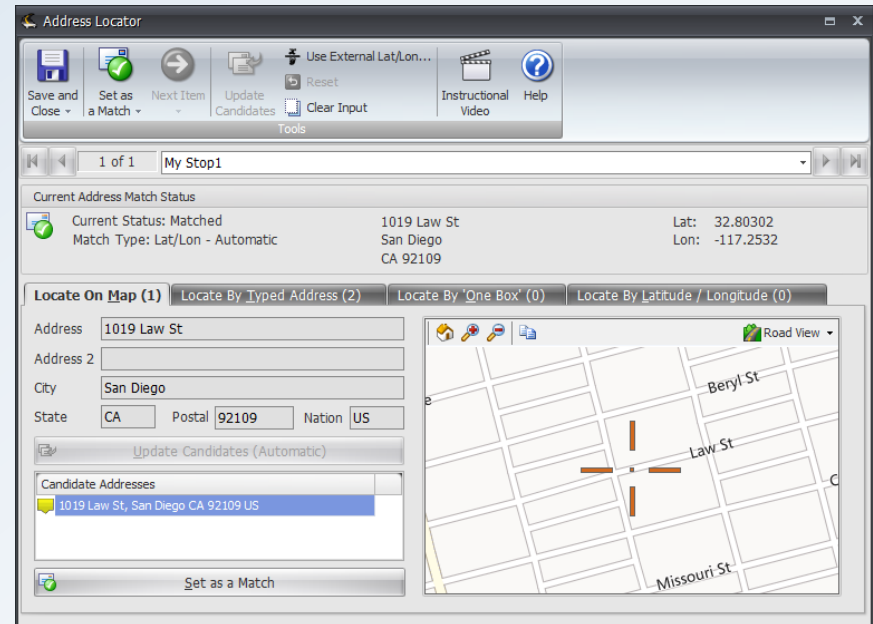 Address Locator
Use External Lat/Lon...
Reset
Clear Input
Save and Close
Set as a Match
Next Item
Update Candidates
Instructional Video
Help
Tools
1 of 1
My Stop1
Current Address Match Status
Current Status: Matched
1019 Law St
Lat: 32.80302
Match Type: Lat/Lon - Automatic
San Diego
Lon: -117.2532
CA 92109
Locate On Map (1)
Locate By Typed Address (2)
Locate By 'One Box' (0)
Locate By Latitude / Longitude (0)
Address 1019 Law St
Address 2
City San Diego
State CA Postal 92109 Nation US
Update Candidates (Automatic)
Candidate Addresses
1019 Law St, San Diego CA 92109 US
Set as a Match
Road View
Beryl St
Law St
Missouri St